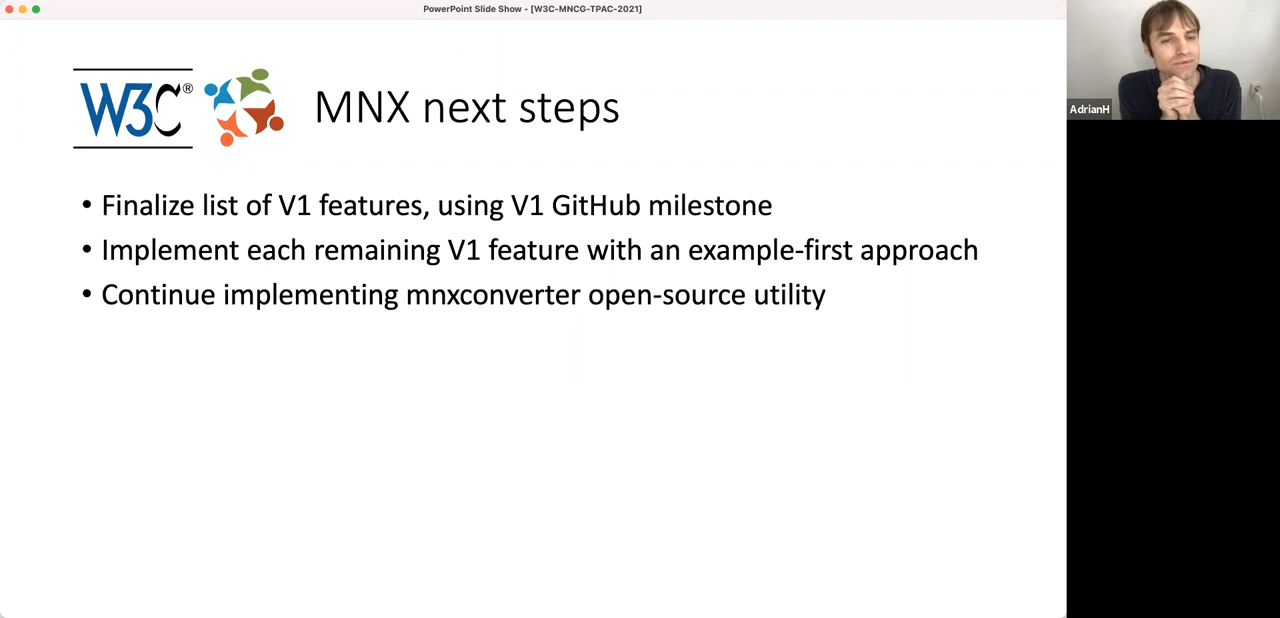 PowerPoint Slide Show - [W3C-MNCG-TPAC-2021]
W3C®
MNX next steps
• Finalize list of V1 features, using V1 GitHub milestone
• Implement each remaining V1 feature with an example-first approach
• Continue implementing mnxconverter open-source utility
AdrianH